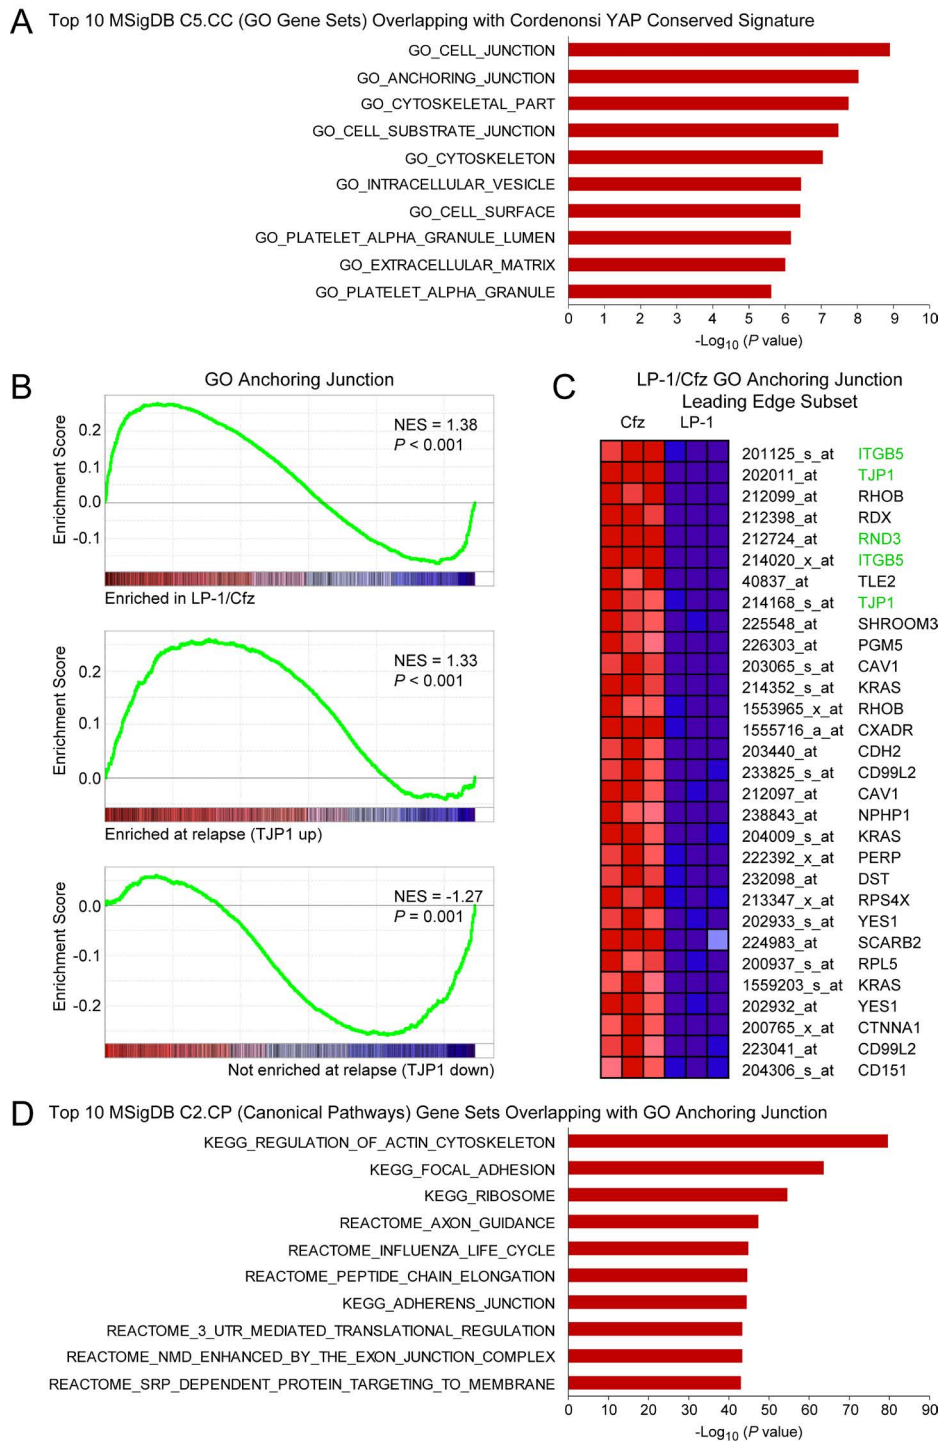 A Top 10 MSigDB C5.CC (GO Gene Sets) Overlapping with Cordenonsi YAP Conserved Signature
GO_CELL_JUNCTION
GO_ANCHORING_JUNCTION
GO_CYTOSKELETAL_PART
GO_CELL_SUBSTRATE_JUNCTION
GO_CYTOSKELETON
GO_INTRACELLULAR_VESICLE
GO_CELL_SURFACE
GO_PLATELET_ALPHA_GRANULE_LUMEN
GO_EXTRACELLULAR_MATRIX
GO_PLATELET_ALPHA_GRANULE
0 1 2 3 4 5 6 7 8 9 10
-Log10 (P value)
B GO Anchoring Junction
Enrichment Score
0.2
0.1
0.0
-0.1
NES = 1.38
P < 0.001
Enriched in LP-1/Cfz
Enrichment Score
0.2
0.1
0.0
NES = 1.33
P < 0.001
Enriched at relapse (TJP1 up)
Enrichment Score
0.0
-0.1
-0.2
NES = -1.27
P = 0.001
Not enriched at relapse (TJP1 down)
C LP-1/Cfz GO Anchoring Junction
Leading Edge Subset
Cfz LP-1
201125_s_at ITGB5
202011_at TJP1
212099_at RHOB
212398_at RDX
212724_at RND3
214020_x_at ITGB5
40837_at TLE2
214168_s_at TJP1
225548_at SHROOM3
226303_at PGM5
203065_s_at CAV1
214352_s_at KRAS
1553965_x_at RHOB
1555716_a_at CXADR
203440_at CDH2
233825_s_at CD99L2
212097_at CAV1
238843_at NPHP1
204009_s_at KRAS
222392_x_at PERP
232098_at DST
213347_x_at RPS4X
202933_s_at YES1
224983_at SCARB2
200937_s_at RPL5
1559203_s_at KRAS
202932_at YES1
200765_x_at CTNNA1
223041_at CD99L2
204306_s_at CD151
D Top 10 MSigDB C2.CP (Canonical Pathways) Gene Sets Overlapping with GO Anchoring Junction
KEGG_REGULATION_OF_ACTIN_CYTOSKELETON
KEGG_FOCAL_ADHESION
KEGG_RIBOSOME
REACTOME_AXON_GUIDANCE
REACTOME_INFLUENZA_LIFE_CYCLE
REACTOME_PEPTIDE_CHAIN_ELONGATION
KEGG_ADHERENS_JUNCTION
REACTOME_3_UTR_MEDIATED_TRANSLATIONAL_REGULATION
REACTOME_NMD_ENHANCED_BY_THE_EXON_JUNCTION_COMPLEX
REACTOME_SRP_DEPENDENT_PROTEIN_TARGETING_TO_MEMBRANE
0 10 20 30 40 50 60 70 80 90
-Log10 (P value)